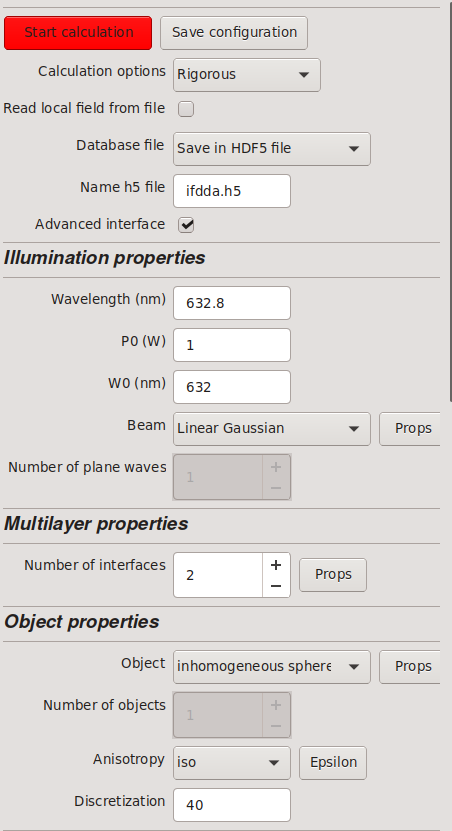 Start calculation Save configuration
Calculation options Rigorous
Read local field from file
Database file Save in HDF5 file
Name h5 file ifdda.h5
Advanced interface
Illumination properties
Wavelength (nm) 632.8
P0 (W) 1
W0 (nm) 632
Beam Linear Gaussian Props
Number of plane waves 1 + −
Multilayer properties
Number of interfaces 2 + − Props
Object properties
Object inhomogeneous sphere Props
Number of objects 1 + −
Anisotropy iso Epsilon
Discretization 40